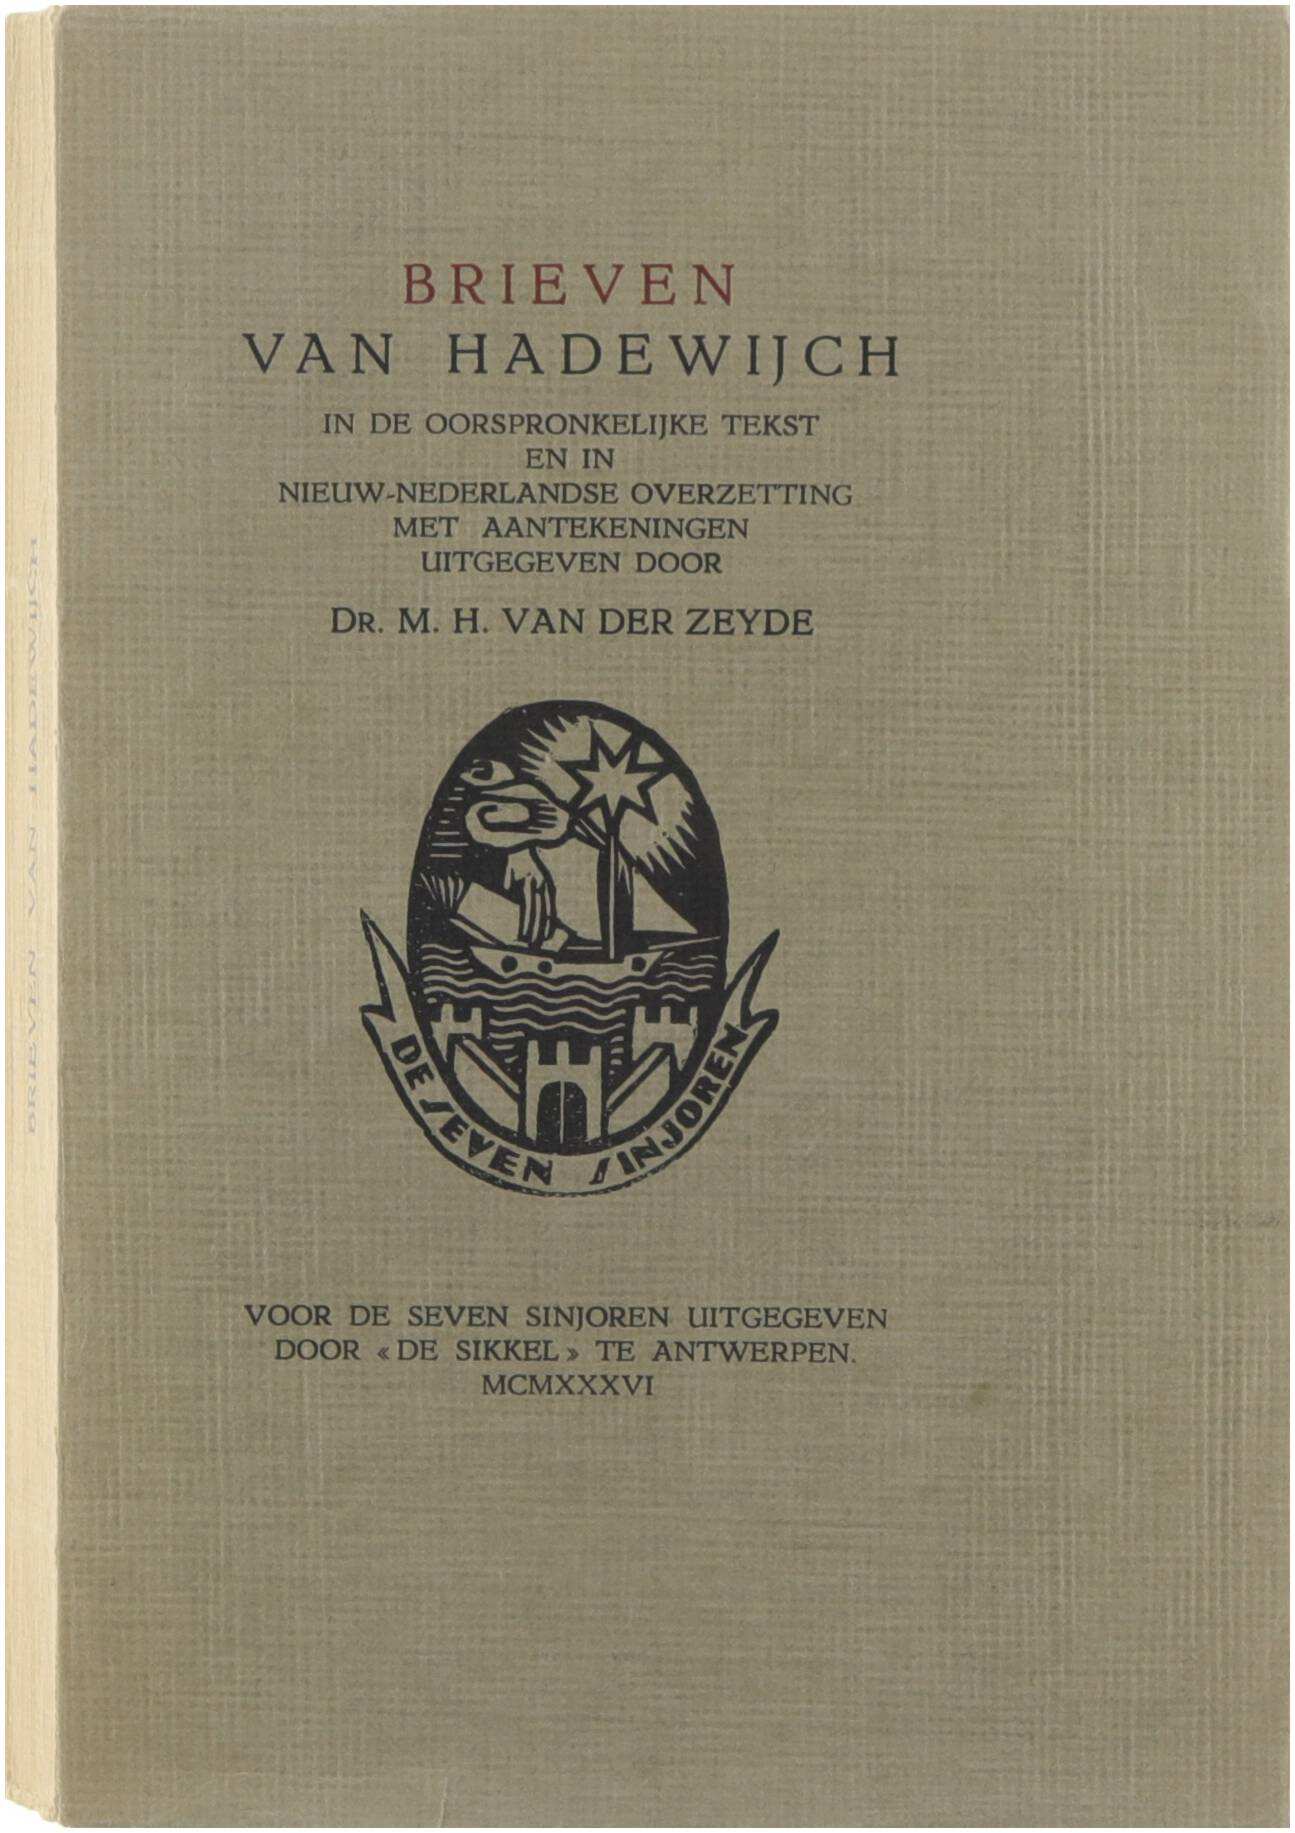 BRIEVEN
VAN HADEWIJCH
IN DE OORSPRONKELIJKE TEKST
EN IN
NIEUW-NEDERLANDSE OVERZETTING
MET AANTEKENINGEN
UITGEGEVEN DOOR
DR. M. H. VAN DER ZEYDE
DE SEVEN SINJOREN
VOOR DE SEVEN SINJOREN UITGEGEVEN
DOOR «DE SIKKEL» TE ANTWERPEN.
MCMXXXVI
BRIEVEN VAN HADEWIJCH